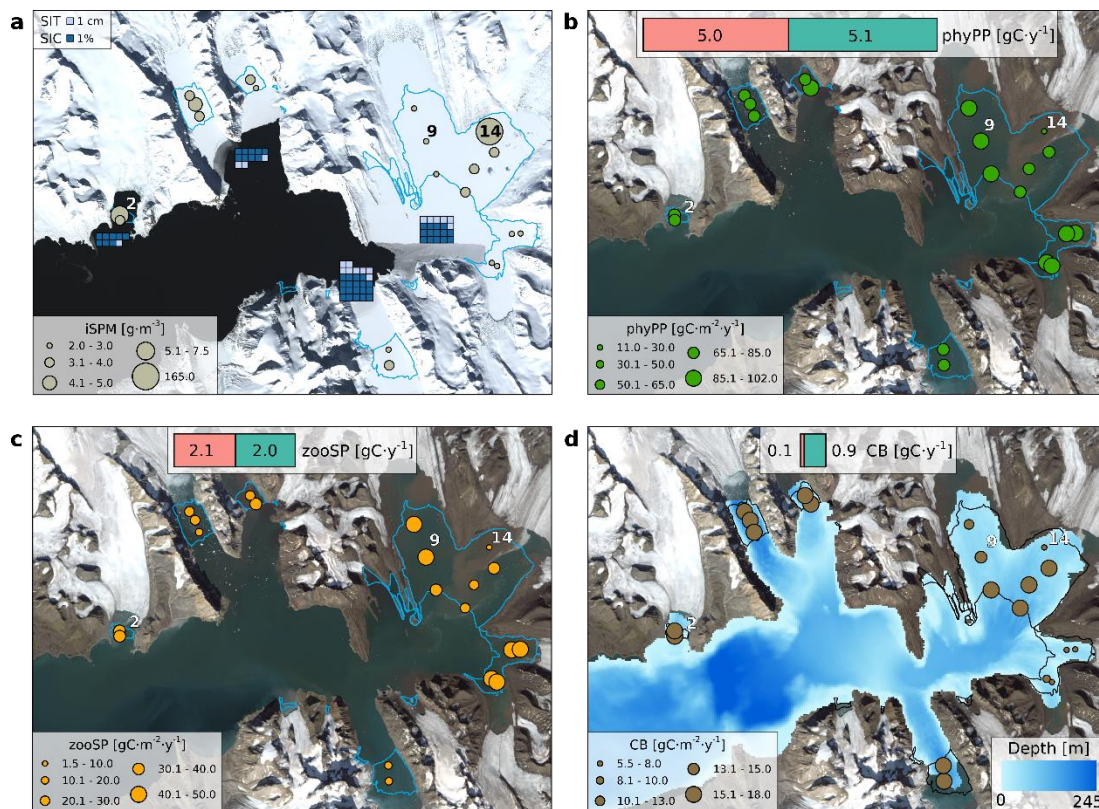 a
SIT 1 cm
SIC 1%
2
9
14
iSPM [g·m⁻³]
2.0 - 3.0
3.1 - 4.0
4.1 - 5.0
5.1 - 7.5
165.0
b
5.0 5.1 phyPP [gC·y⁻¹]
2
9
14
phyPP [gC·m⁻²·y⁻¹]
11.0 - 30.0
30.1 - 50.0
50.1 - 65.0
65.1 - 85.0
85.1 - 102.0
c
2.1 2.0 zooSP [gC·y⁻¹]
2
9
14
zooSP [gC·m⁻²·y⁻¹]
1.5 - 10.0
10.1 - 20.0
20.1 - 30.0
30.1 - 40.0
40.1 - 50.0
d
0.1 0.9 CB [gC·y⁻¹]
2
9
14
CB [gC·m⁻²·y⁻¹]
5.5 - 8.0
8.1 - 10.0
10.1 - 13.0
13.1 - 15.0
15.1 - 18.0
Depth [m]
0 245